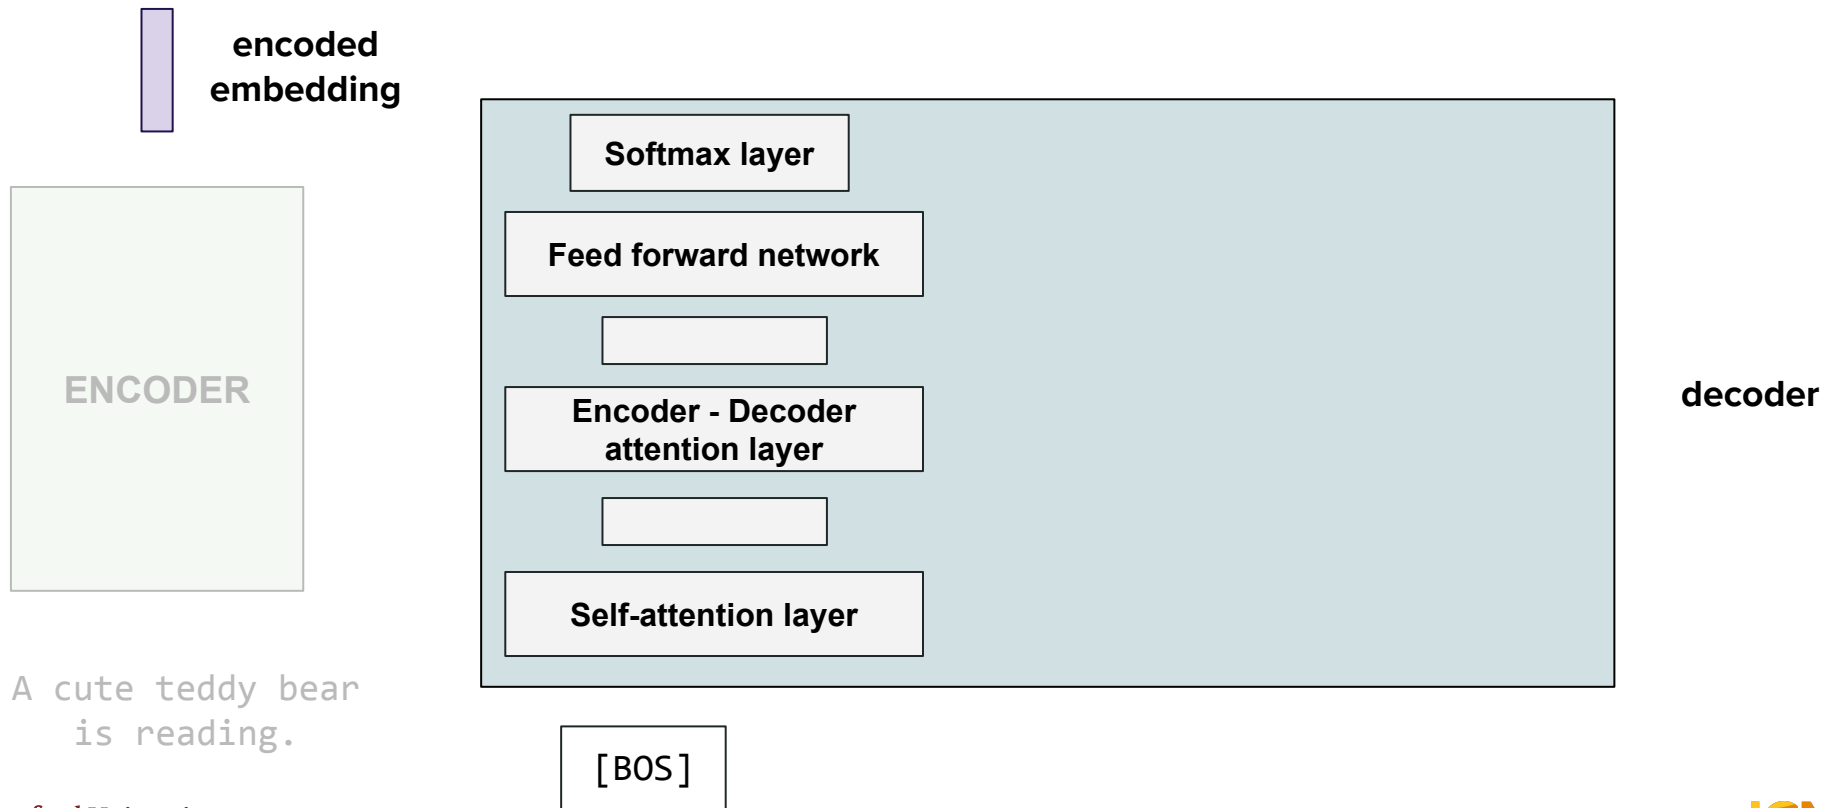 encoded
embedding
Softmax layer
Feed forward network
ENCODER
Encoder - Decoder
attention layer
decoder
Self-attention layer
A cute teddy bear
is reading.
[BOS]